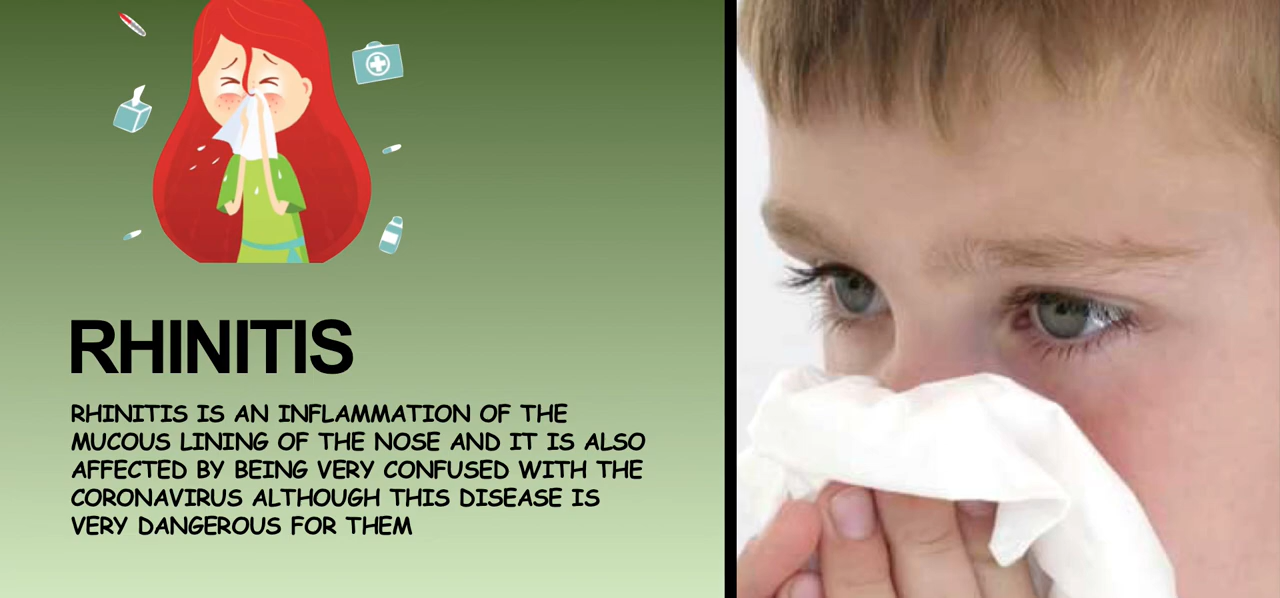 RHINITIS
RHINITIS IS AN INFLAMMATION OF THE
MUCOUS LINING OF THE NOSE AND IT IS ALSO
AFFECTED BY BEING VERY CONFUSED WITH THE
CORONAVIRUS ALTHOUGH THIS DISEASE IS
VERY DANGEROUS FOR THEM